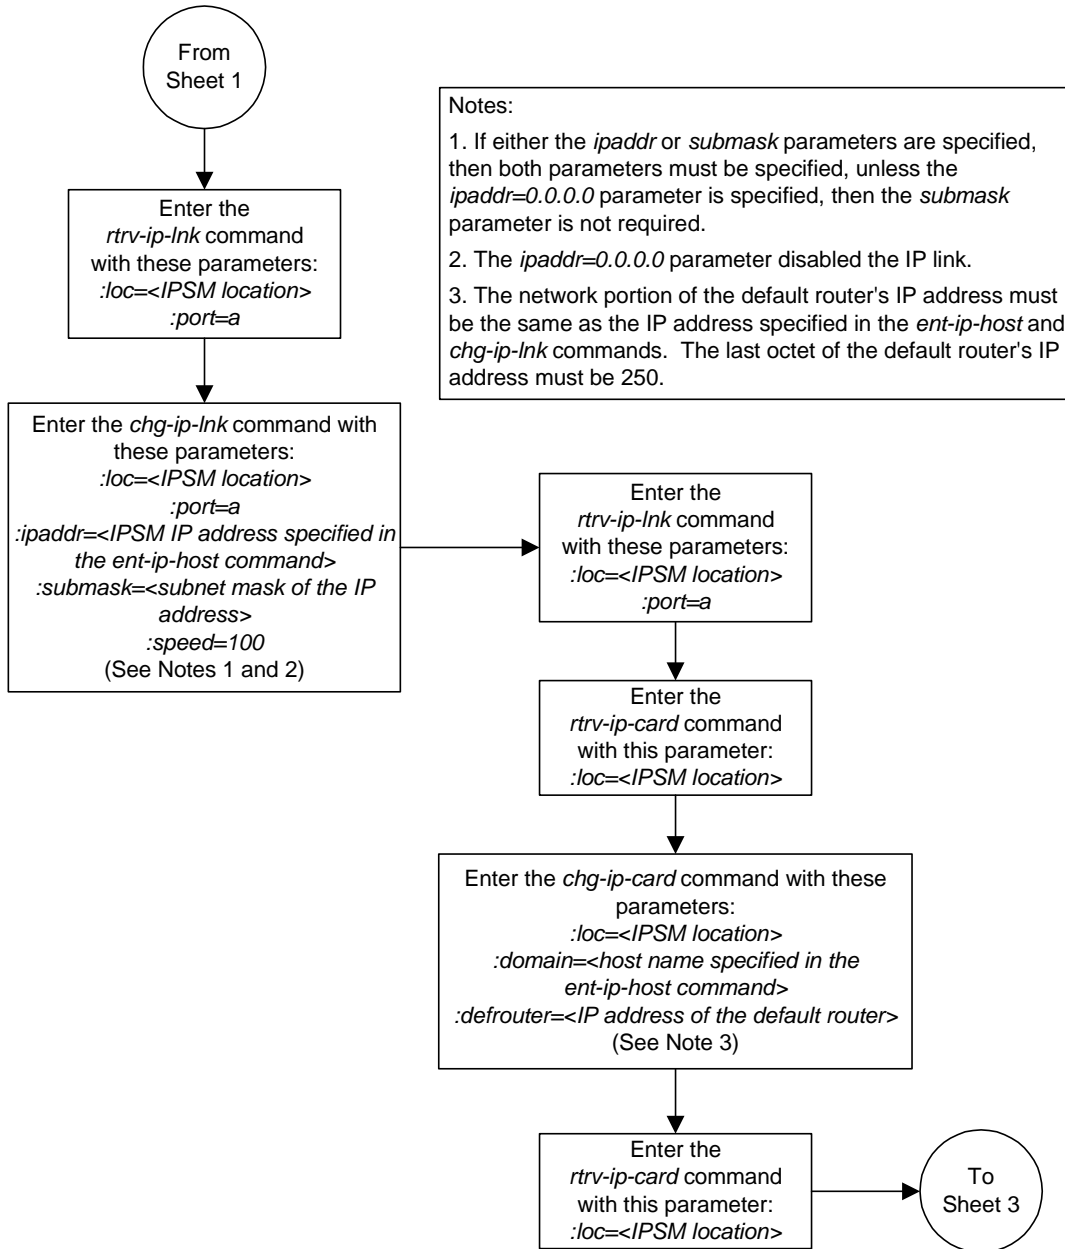 From
Sheet 1
Notes:
1. If either the ipaddr or submask parameters are specified,
then both parameters must be specified, unless the
ipaddr=0.0.0.0 parameter is specified, then the submask
parameter is not required.
2. The ipaddr=0.0.0.0 parameter disabled the IP link.
3. The network portion of the default router's IP address must
be the same as the IP address specified in the ent-ip-host and
chg-ip-lnk commands.  The last octet of the default router's IP
address must be 250.
Enter the
rtrv-ip-lnk command
with these parameters:
:loc=<IPSM location>
:port=a
Enter the chg-ip-lnk command with
these parameters:
:loc=<IPSM location>
:port=a
:ipaddr=<IPSM IP address specified in
the ent-ip-host command>
:submask=<subnet mask of the IP
address>
:speed=100
(See Notes 1 and 2)
Enter the
rtrv-ip-lnk command
with these parameters:
:loc=<IPSM location>
:port=a
Enter the
rtrv-ip-card command
with this parameter:
:loc=<IPSM location>
Enter the chg-ip-card command with these
parameters:
:loc=<IPSM location>
:domain=<host name specified in the
ent-ip-host command>
:defrouter=<IP address of the default router>
(See Note 3)
Enter the
rtrv-ip-card command
with this parameter:
:loc=<IPSM location>
To
Sheet 3